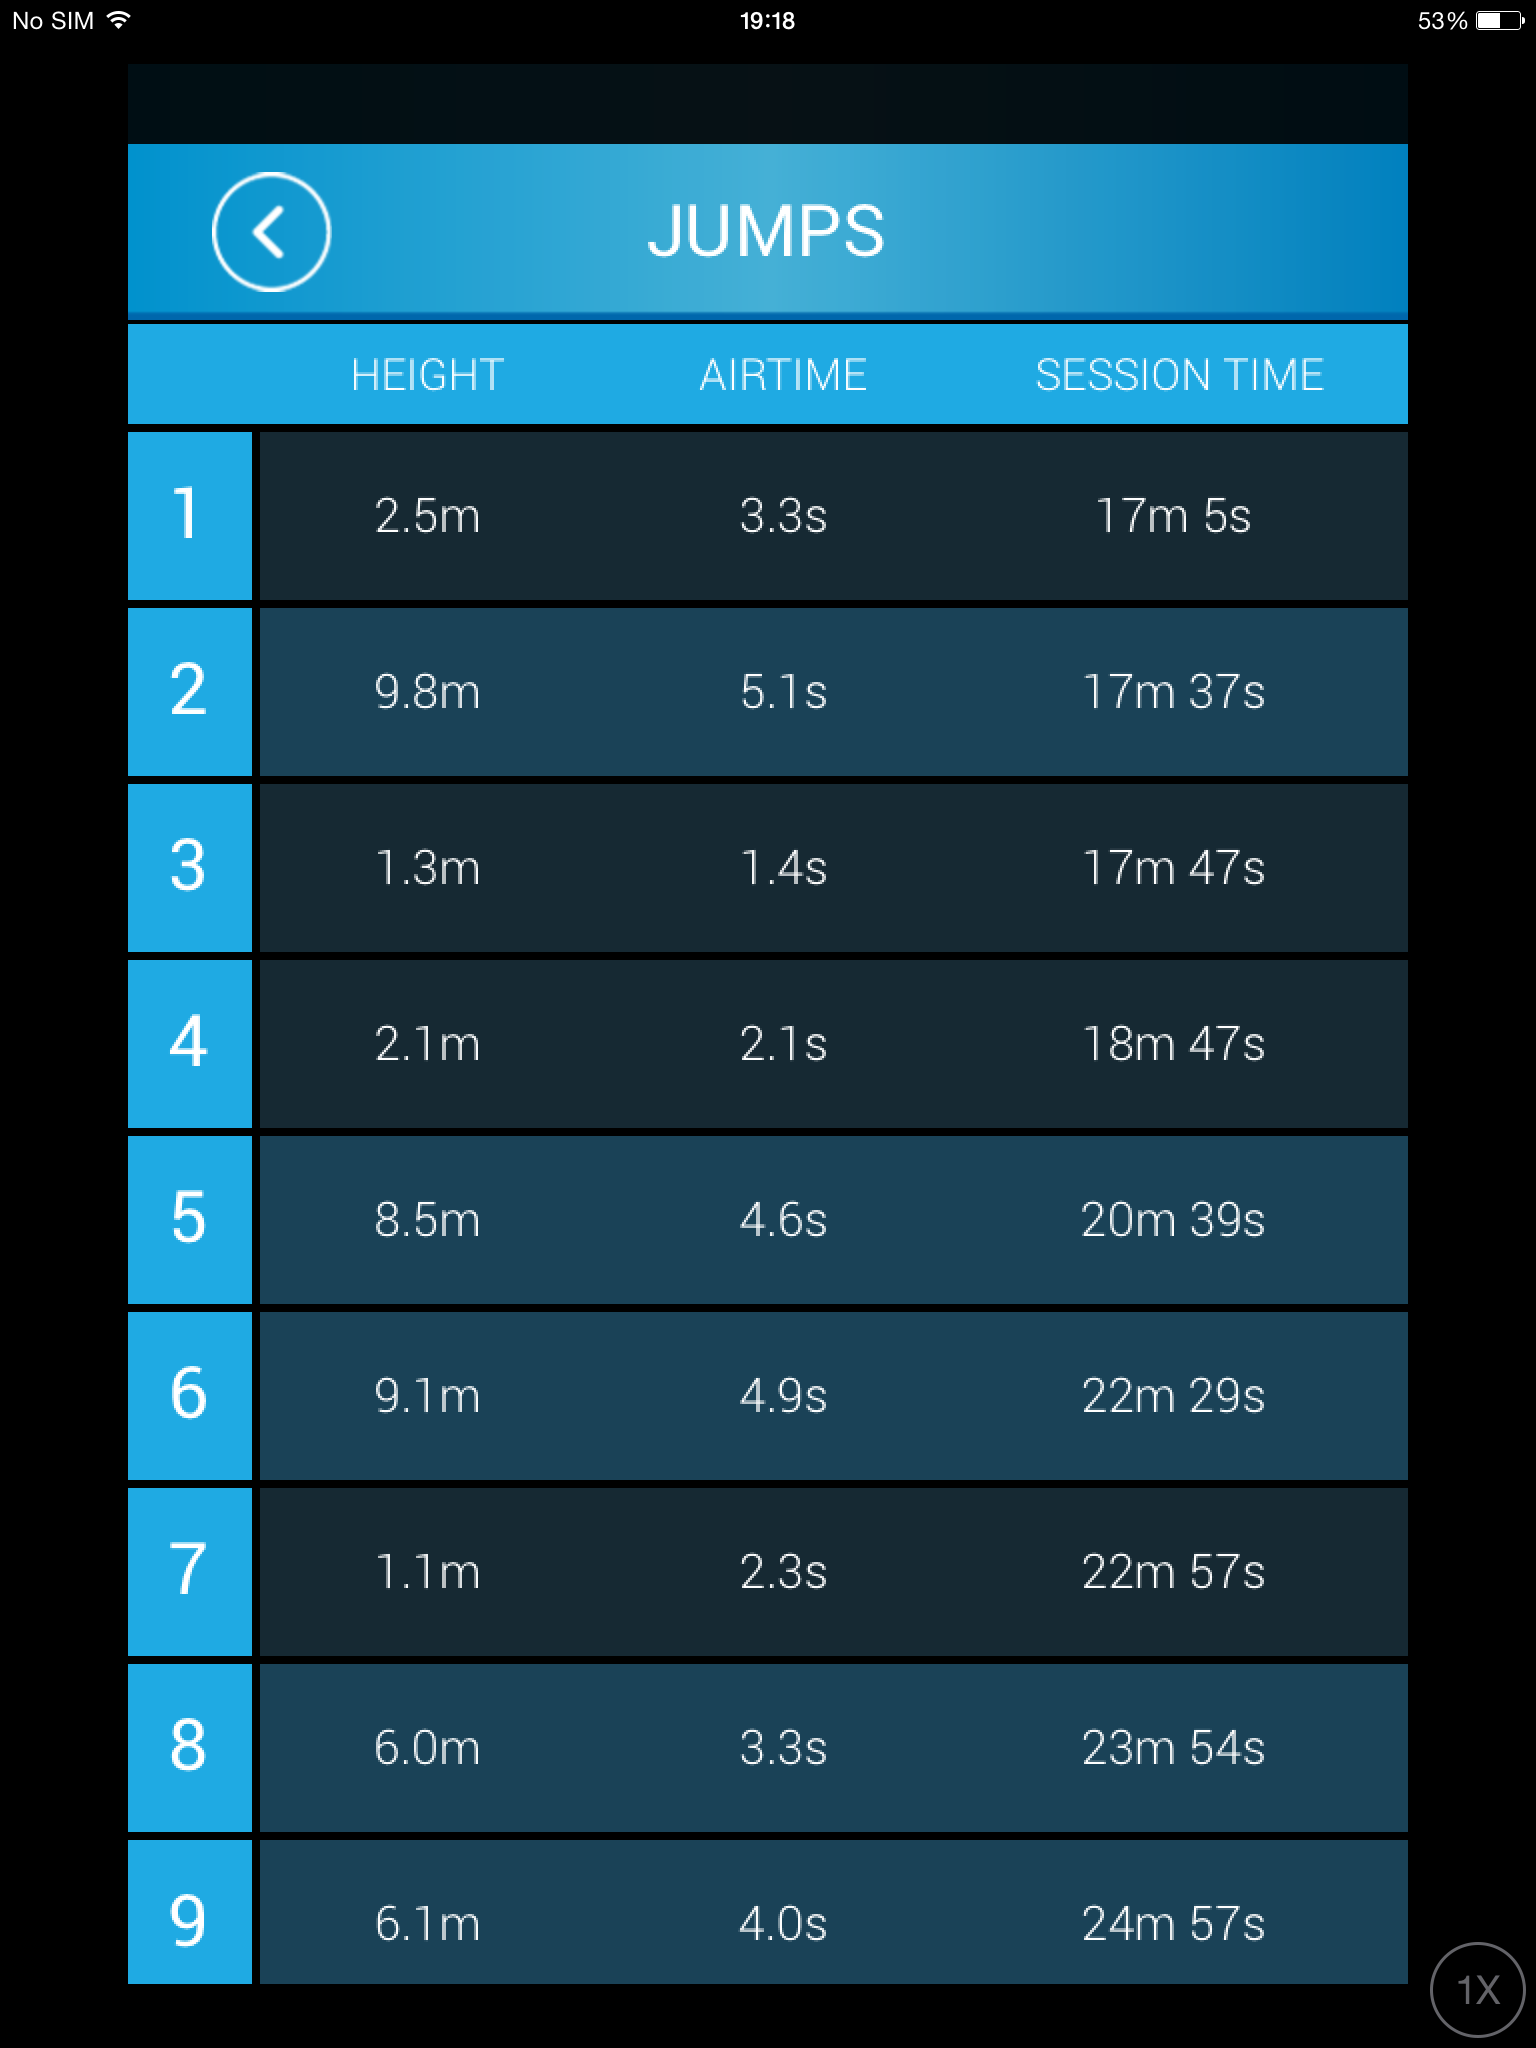 No SIM 19:18 53%
JUMPS
HEIGHT AIRTIME SESSION TIME
1 2.5m 3.3s 17m 5s
2 9.8m 5.1s 17m 37s
3 1.3m 1.4s 17m 47s
4 2.1m 2.1s 18m 47s
5 8.5m 4.6s 20m 39s
6 9.1m 4.9s 22m 29s
7 1.1m 2.3s 22m 57s
8 6.0m 3.3s 23m 54s
9 6.1m 4.0s 24m 57s
1X